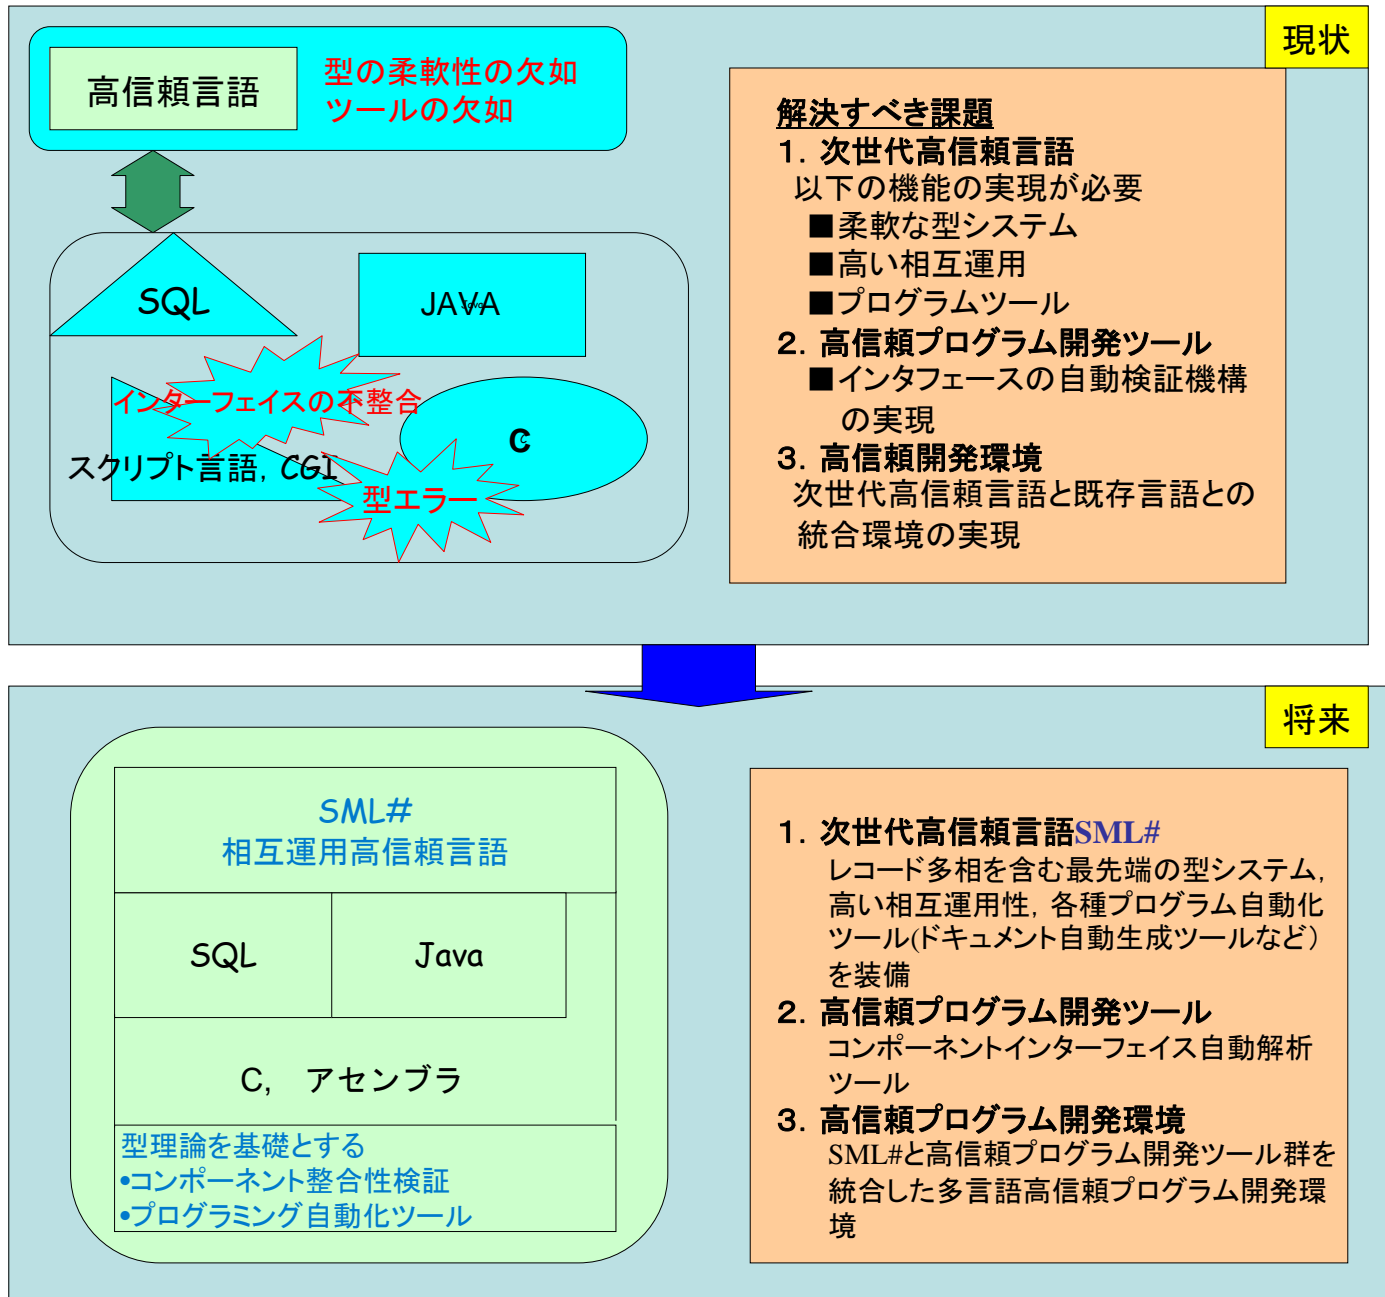 現状
高信頼言語
型の柔軟性の欠如
ツールの欠如
SQL
JAVA
Java
インターフェイスの不整合
C
C
スクリプト言語, CGI
型エラー
解決すべき課題
1. 次世代高信頼言語
以下の機能の実現が必要
■柔軟な型システム
■高い相互運用
■プログラムツール
2. 高信頼プログラム開発ツール
■インタフェースの自動検証機構
の実現
3. 高信頼開発環境
次世代高信頼言語と既存言語との
統合環境の実現
将来
SML#
相互運用高信頼言語
SQL
Java
C, アセンブラ
型理論を基礎とする
•コンポーネント整合性検証
•プログラミング自動化ツール
1. 次世代高信頼言語SML#
レコード多相を含む最先端の型システム,
高い相互運用性, 各種プログラム自動化
ツール(ドキュメント自動生成ツールなど)
を装備
2. 高信頼プログラム開発ツール
コンポーネントインターフェイス自動解析
ツール
3. 高信頼プログラム開発環境
SML#と高信頼プログラム開発ツール群を
統合した多言語高信頼プログラム開発環
境